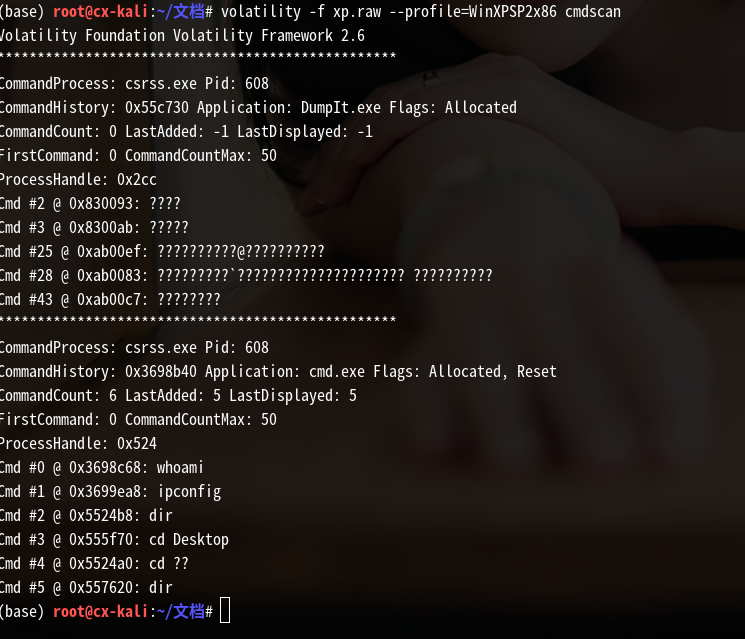 (base) root@cx-kali:~/文档# volatility -f xp.raw --profile=WinXPSP2x86 cmdscan
Volatility Foundation Volatility Framework 2.6
**************************************************
CommandProcess: csrss.exe Pid: 608
CommandHistory: 0x55c730 Application: DumpIt.exe Flags: Allocated
CommandCount: 0 LastAdded: -1 LastDisplayed: -1
FirstCommand: 0 CommandCountMax: 50
ProcessHandle: 0x2cc
Cmd #2 @ 0x830093: ????
Cmd #3 @ 0x8300ab: ?????
Cmd #25 @ 0xab00ef: ??????????@??????????
Cmd #28 @ 0xab0083: ?????????`????????????????????? ??????????
Cmd #43 @ 0xab00c7: ????????
**************************************************
CommandProcess: csrss.exe Pid: 608
CommandHistory: 0x3698b40 Application: cmd.exe Flags: Allocated, Reset
CommandCount: 6 LastAdded: 5 LastDisplayed: 5
FirstCommand: 0 CommandCountMax: 50
ProcessHandle: 0x524
Cmd #0 @ 0x3698c68: whoami
Cmd #1 @ 0x3699ea8: ipconfig
Cmd #2 @ 0x5524b8: dir
Cmd #3 @ 0x555f70: cd Desktop
Cmd #4 @ 0x5524a0: cd ??
Cmd #5 @ 0x557620: dir
(base) root@cx-kali:~/文档#